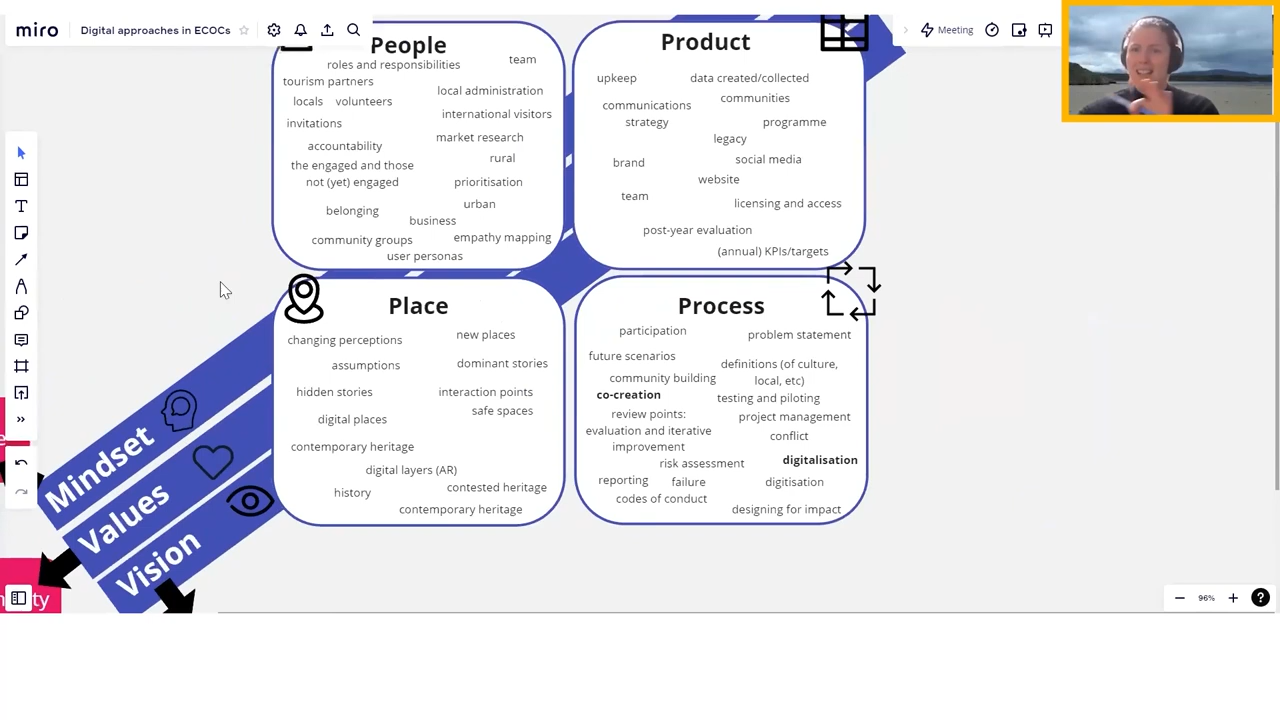 miro
Digital approaches in ECOCs
Meeting
People
roles and responsibilities
team
tourism partners
local administration
locals
volunteers
international visitors
invitations
market research
accountability
rural
the engaged and those
not (yet) engaged
prioritisation
urban
belonging
business
community groups
empathy mapping
user personas
Product
upkeep
data created/collected
communications
strategy
communities
programme
legacy
brand
social media
website
team
licensing and access
post-year evaluation
(annual) KPIs/targets
Place
changing perceptions
new places
assumptions
dominant stories
hidden stories
interaction points
safe spaces
digital places
contemporary heritage
digital layers (AR)
history
contested heritage
contemporary heritage
Process
participation
problem statement
future scenarios
definitions (of culture,
local, etc)
community building
co-creation
testing and piloting
review points:
evaluation and iterative
improvement
project management
conflict
risk assessment
digitalisation
reporting
failure
digitisation
codes of conduct
designing for impact
Mindset
Values
Vision
ty
96%